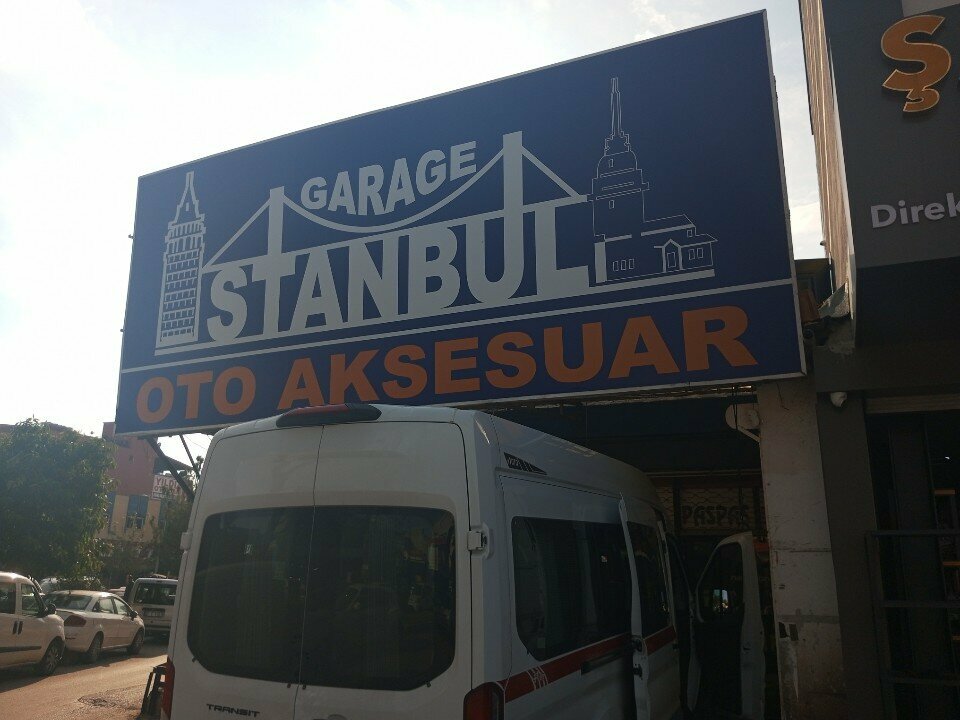 GARAGE
İSTANBUL
OTO AKSESUAR
Ş
Direk
PASPAS
TRANSIT